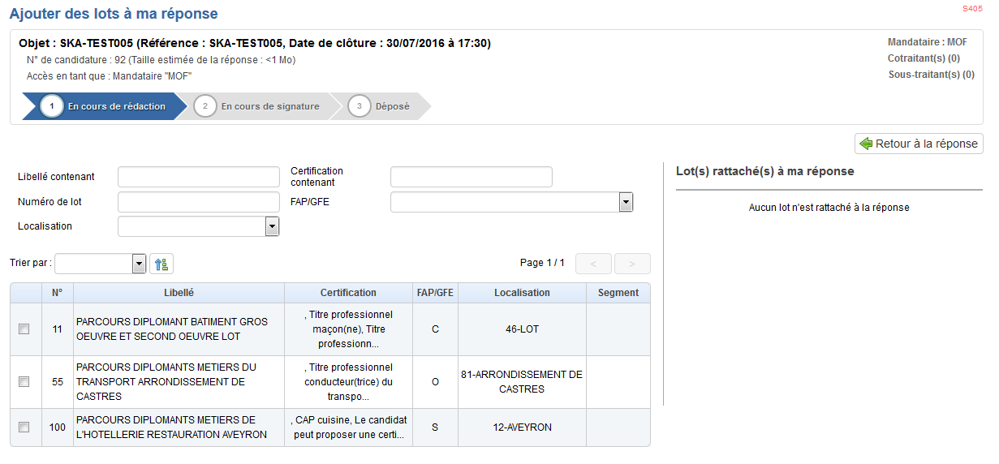 Ajouter des lots à ma réponse
S405
Objet : SKA-TEST005 (Référence : SKA-TEST005, Date de clôture : 30/07/2016 à 17:30)
N° de candidature : 92 (Taille estimée de la réponse : <1 Mo)
Accès en tant que : Mandataire "MOF"
Mandataire : MOF
Cotraitant(s) (0)
Sous-traitant(s) (0)
1 En cours de rédaction
2 En cours de signature
3 Déposé
Retour à la réponse
Libellé contenant
Certification
contenant
Numéro de lot
FAP/GFE
Localisation
Lot(s) rattaché(s) à ma réponse
Aucun lot n'est rattaché à la réponse
Trier par :
Page 1 / 1
<
>
N° Libellé Certification FAP/GFE Localisation Segment
11
PARCOURS DIPLOMANT BATIMENT GROS
OEUVRE ET SECOND OEUVRE LOT
, Titre professionnel
maçon(ne), Titre
professionn...
C
46-LOT
55
PARCOURS DIPLOMANTS METIERS DU
TRANSPORT ARRONDISSEMENT DE
CASTRES
, Titre professionnel
conducteur(trice) du
transpo...
O
81-ARRONDISSEMENT DE
CASTRES
100
PARCOURS DIPLOMANTS METIERS DE
L'HOTELLERIE RESTAURATION AVEYRON
, CAP cuisine, Le candidat
peut proposer une certi...
S
12-AVEYRON